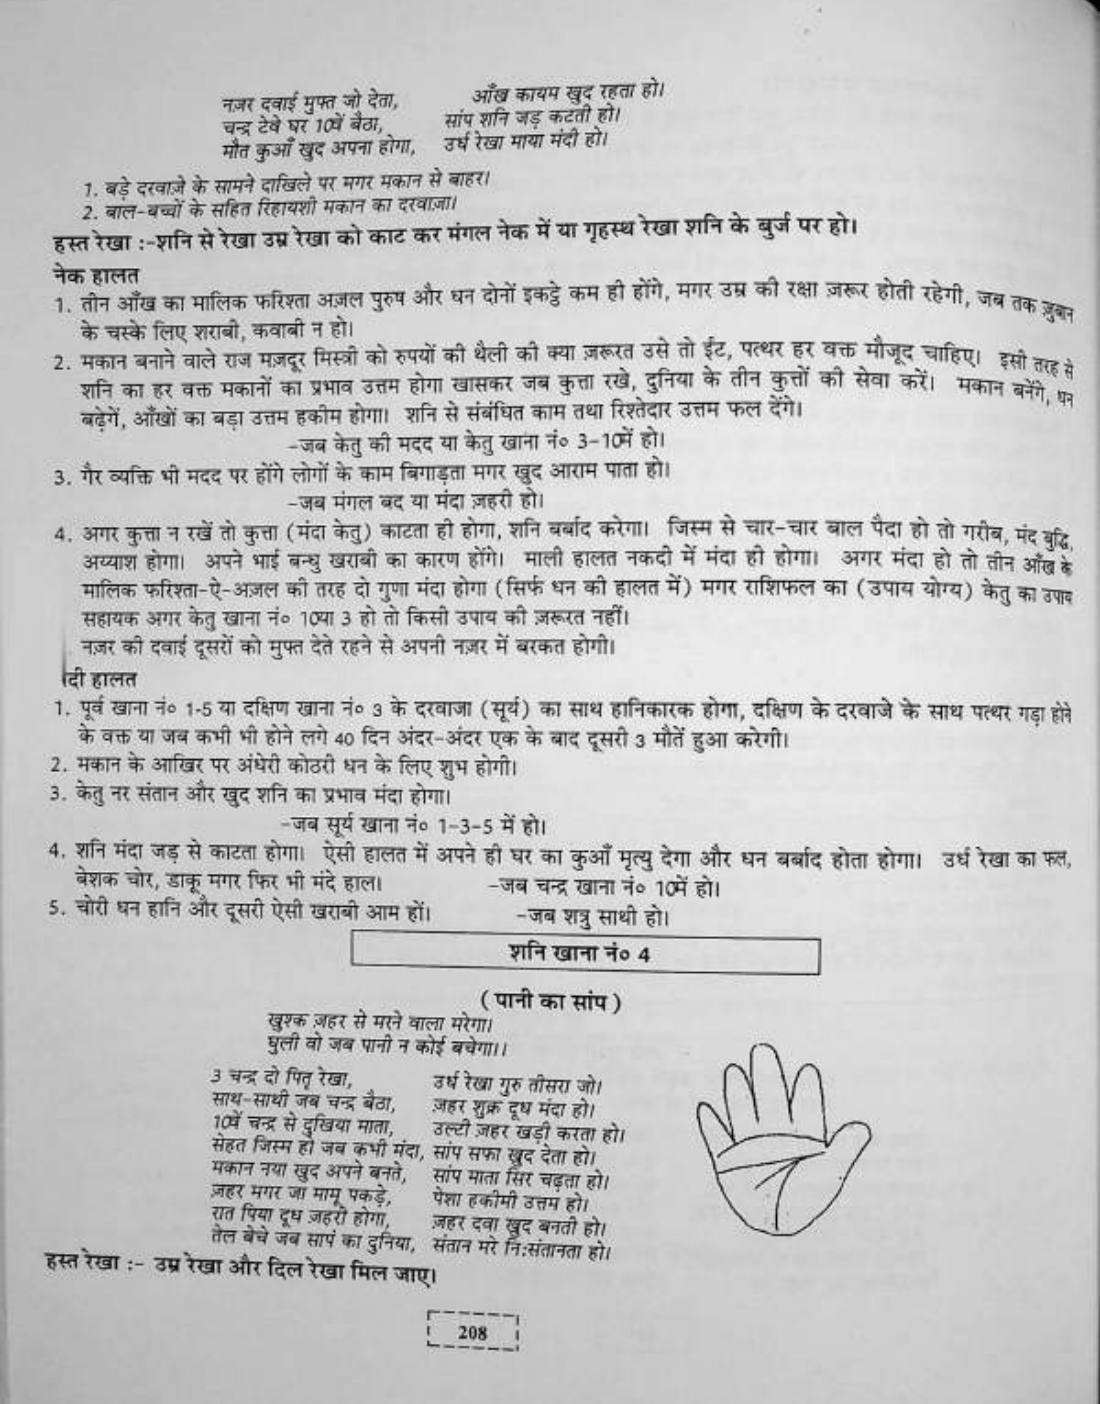 नज़र दवाई मुफ्त जो देता, आँख कायम खुद रहता हो।
चन्द्र टेवे घर 10वें बैठा, सांप शनि जड़ कटती हो।
मौत कुआँ खुद अपना होगा, उर्ध रेखा माया मंदी हो।
1. बड़े दरवाज़े के सामने दाखिले पर मगर मकान से बाहर।
2. बाल-बच्चों के सहित रिहायशी मकान का दरवाज़ा।
हस्त रेखा :-शनि से रेखा उम्र रेखा को काट कर मंगल नेक में या गृहस्थ रेखा शनि के बुर्ज पर हो।
नेक हालत
1. तीन आँख का मालिक फरिश्ता अज़ल पुरुष और धन दोनों इकट्ठे कम ही होंगे, मगर उम्र की रक्षा ज़रूर होती रहेगी, जब तक ज़ुबान
के चस्के लिए शराबी, कवाबी न हो।
2. मकान बनाने वाले राज मज़दूर मिस्त्री को रुपयों की थैली की क्या ज़रूरत उसे तो ईंट, पत्थर हर वक्त मौजूद चाहिए। इसी तरह से
शनि का हर वक्त मकानों का प्रभाव उत्तम होगा खासकर जब कुत्ता रखे, दुनिया के तीन कुत्तों की सेवा करें। मकान बनेंगे, धन
बढ़ेगें, आँखों का बड़ा उत्तम हकीम होगा। शनि से संबंधित काम तथा रिश्तेदार उत्तम फल देंगे।
-जब केतु की मदद या केतु खाना नं० 3-10में हो।
3. गैर व्यक्ति भी मदद पर होंगे लोगों के काम बिगाड़ता मगर खुद आराम पाता हो।
-जब मंगल बद या मंदा ज़हरी हो।
4. अगर कुत्ता न रखें तो कुत्ता (मंदा केतु) काटता ही होगा, शनि बर्बाद करेगा। जिस्म से चार-चार बाल पैदा हो तो गरीब, मंद बुद्धि,
अय्याश होगा। अपने भाई बन्धु खराबी का कारण होंगे। माली हालत नकदी में मंदा ही होगा। अगर मंदा हो तो तीन आँख के
मालिक फरिश्ता-ऐ-अज़ल की तरह दो गुणा मंदा होगा (सिर्फ धन की हालत में) मगर राशिफल का (उपाय योग्य) केतु का उपाय
सहायक अगर केतु खाना नं० 10या 3 हो तो किसी उपाय की ज़रूरत नहीं।
नज़र की दवाई दूसरों को मुफ्त देते रहने से अपनी नज़र में बरकत होगी।
दी हालत
1. पूर्व खाना नं० 1-5 या दक्षिण खाना नं० 3 के दरवाजा (सूर्य) का साथ हानिकारक होगा, दक्षिण के दरवाजे के साथ पत्थर गड़ा होने
के वक्त या जब कभी भी होने लगे 40 दिन अंदर-अंदर एक के बाद दूसरी 3 मौतें हुआ करेगी।
2. मकान के आखिर पर अंधेरी कोठरी धन के लिए शुभ होगी।
3. केतु नर संतान और खुद शनि का प्रभाव मंदा होगा।
-जब सूर्य खाना नं० 1-3-5 में हो।
4. शनि मंदा जड़ से काटता होगा। ऐसी हालत में अपने ही घर का कुआँ मृत्यु देगा और धन बर्बाद होता होगा। उर्ध रेखा का फल,
बेशक चोर, डाकू मगर फिर भी मंदे हाल। -जब चन्द्र खाना नं० 10में हो।
5. चोरी धन हानि और दूसरी ऐसी खराबी आम हों। -जब शत्रु साथी हो।
शनि खाना नं० 4
(पानी का सांप)
खुश्क ज़हर से मरने वाला मरेगा।
घुली वो जब पानी न कोई बचेगा।।
3 चन्द्र दो पितृ रेखा, उर्ध रेखा गुरु तीसरा जो।
साथ-साथी जब चन्द्र बैठा, ज़हर शुक्र दूध मंदा हो।
10वें चन्द्र से दुखिया माता, उल्टी ज़हर खड़ी करता हो।
सेहत जिस्म हो जब कभी मंदा, सांप सफा खुद देता हो।
मकान नया खुद अपने बनते, सांप माता सिर चढ़ता हो।
ज़हर मगर जा मामू पकड़े, पेशा हकीमी उत्तम हो।
रात पिया दूध ज़हरी होगा, ज़हर दवा खुद बनती हो।
तेल बेचे जब सापं का दुनिया, संतान मरे नि:संतानता हो।
हस्त रेखा :- उम्र रेखा और दिल रेखा मिल जाए।
208